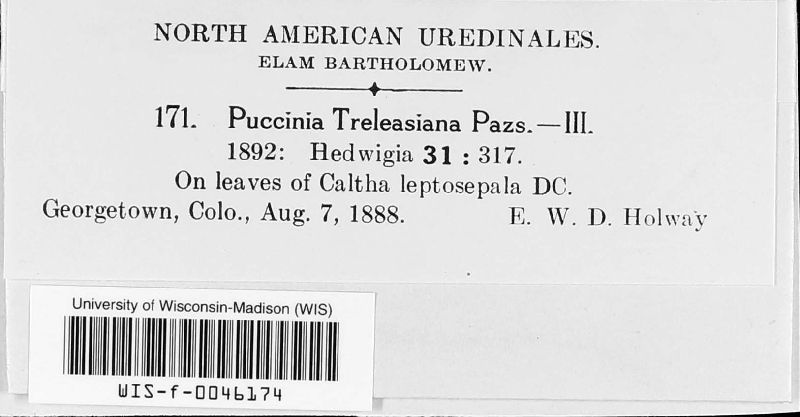 NORTH AMERICAN UREDINALES.
ELAM BARTHOLOMEW.
171. Puccinia Treleasiana Pazs.—III.
1892: Hedwigia 31 : 317.
On leaves of Caltha leptosepala DC.
Georgetown, Colo., Aug. 7, 1888. E. W. D. Holway
University of Wisconsin-Madison (WIS)
WIS-f-0046174